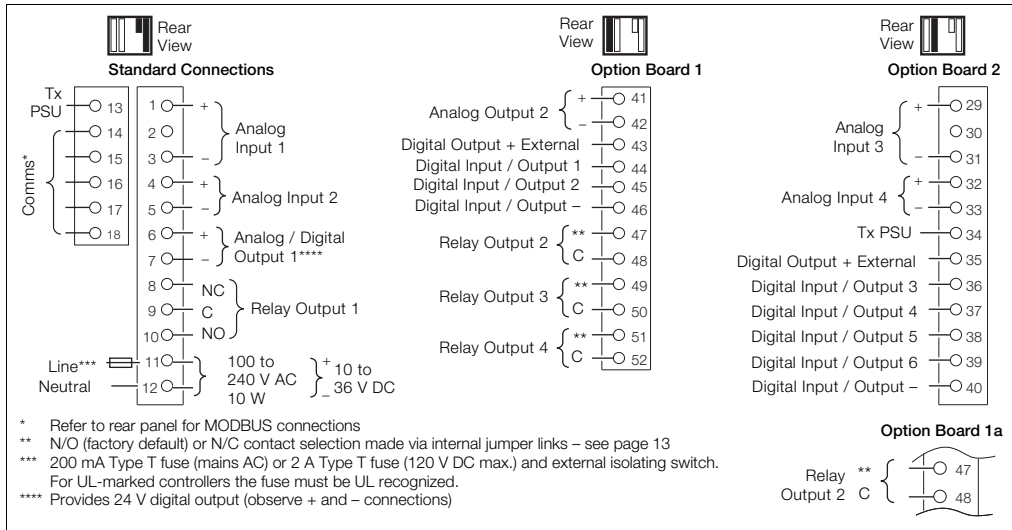 Rear
View
Standard Connections
Tx
PSU
13
14
15
16
17
18
Comms*
1 +
2
3 –
Analog
Input 1
4 +
5 –
Analog Input 2
6 +
7 –
Analog / Digital
Output 1****
8 NC
9 C
10 NO
Relay Output 1
Line*** 11
Neutral 12
100 to
240 V AC
10 W
+
–
10 to
36 V DC
Rear
View
Option Board 1
Analog Output 2
+ 41
– 42
Digital Output + External 43
Digital Input / Output 1 44
Digital Input / Output 2 45
Digital Input / Output – 46
Relay Output 2
** 47
C 48
Relay Output 3
** 49
C 50
Relay Output 4
** 51
C 52
Rear
View
Option Board 2
Analog
Input 3
+ 29
30
– 31
Analog Input 4
+ 32
– 33
Tx PSU 34
Digital Output + External 35
Digital Input / Output 3 36
Digital Input / Output 4 37
Digital Input / Output 5 38
Digital Input / Output 6 39
Digital Input / Output – 40
Option Board 1a
Relay
Output 2
** 47
C 48
* Refer to rear panel for MODBUS connections
** N/O (factory default) or N/C contact selection made via internal jumper links – see page 13
*** 200 mA Type T fuse (mains AC) or 2 A Type T fuse (120 V DC max.) and external isolating switch.
For UL-marked controllers the fuse must be UL recognized.
**** Provides 24 V digital output (observe + and – connections)